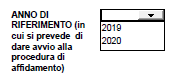 ANNO DI
RIFERIMENTO (in
cui si prevede di
dare avvio alla
procedura di
affidamento)
2019
2020